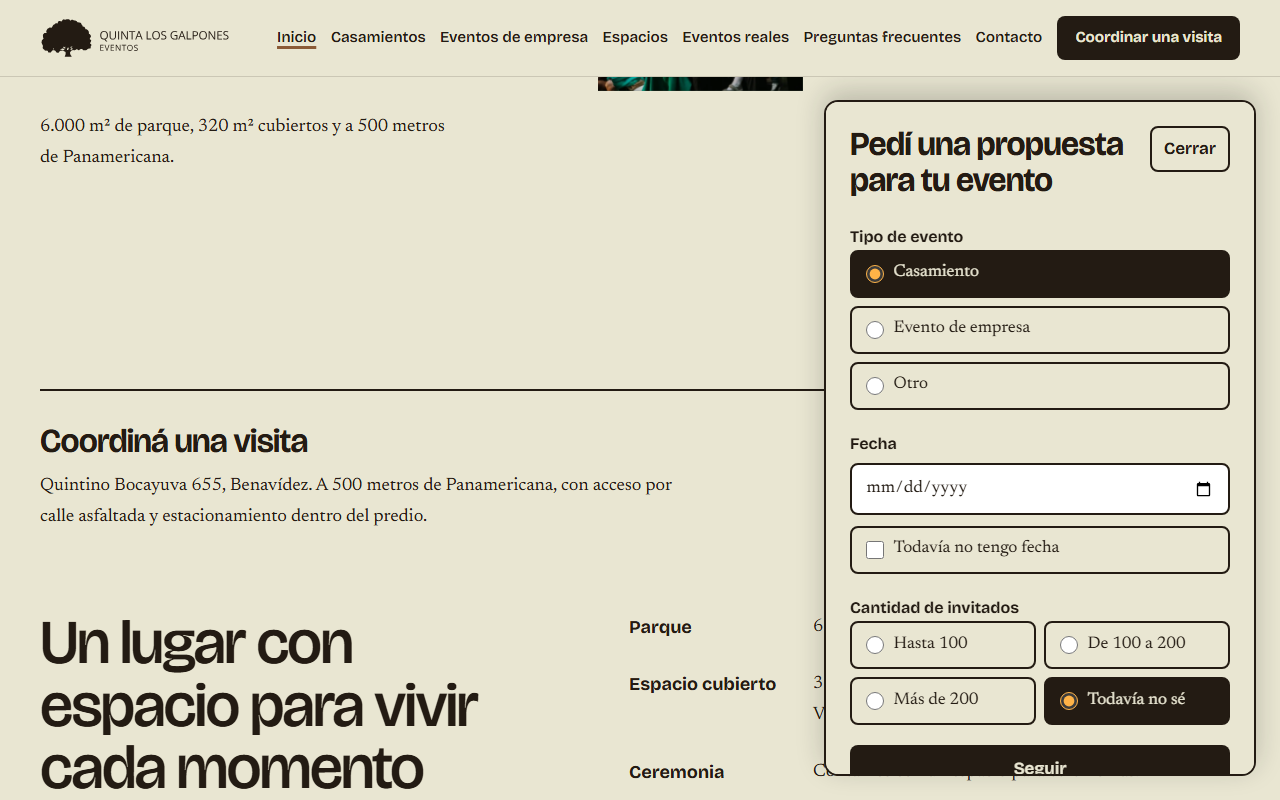 QUINTA LOS GALPONES
EVENTOS
Inicio
Casamientos
Eventos de empresa
Espacios
Eventos reales
Preguntas frecuentes
Contacto
Coordinar una visita
6.000 m² de parque, 320 m² cubiertos y a 500 metros
de Panamericana.
Coordiná una visita
Quintino Bocayuva 655, Benavídez. A 500 metros de Panamericana, con acceso por
calle asfaltada y estacionamiento dentro del predio.
Un lugar con
espacio para vivir
cada momento
Parque
6
Espacio cubierto
3
V
Ceremonia
Pedí una propuesta
para tu evento
Cerrar
Tipo de evento
Casamiento
Evento de empresa
Otro
Fecha
mm/dd/yyyy
Todavía no tengo fecha
Cantidad de invitados
Hasta 100
De 100 a 200
Más de 200
Todavía no sé
Seguir